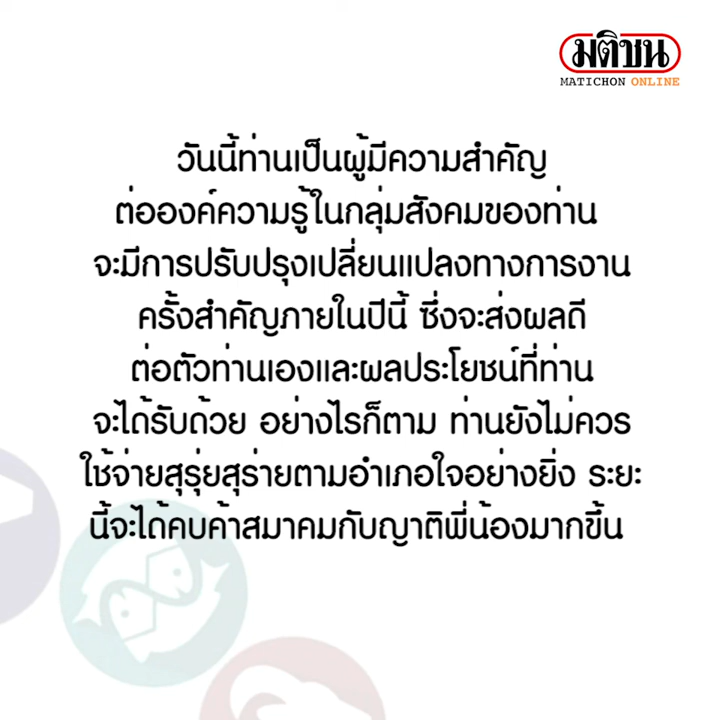 มติชน
MATICHON ONLINE
วันนี้ท่านเป็นผู้มีความสำคัญ
ต่อองค์ความรู้ในกลุ่มสังคมของท่าน
จะมีการปรับปรุงเปลี่ยนแปลงทางการงาน
ครั้งสำคัญภายในปีนี้ ซึ่งจะส่งผลดี
ต่อตัวท่านเองและผลประโยชน์ที่ท่าน
จะได้รับด้วย อย่างไรก็ตาม ท่านยังไม่ควร
ใช้จ่ายสุรุ่ยสุร่ายตามอำเภอใจอย่างยิ่ง ระยะ
นี้จะได้คบค้าสมาคมกับญาติพี่น้องมากขึ้น